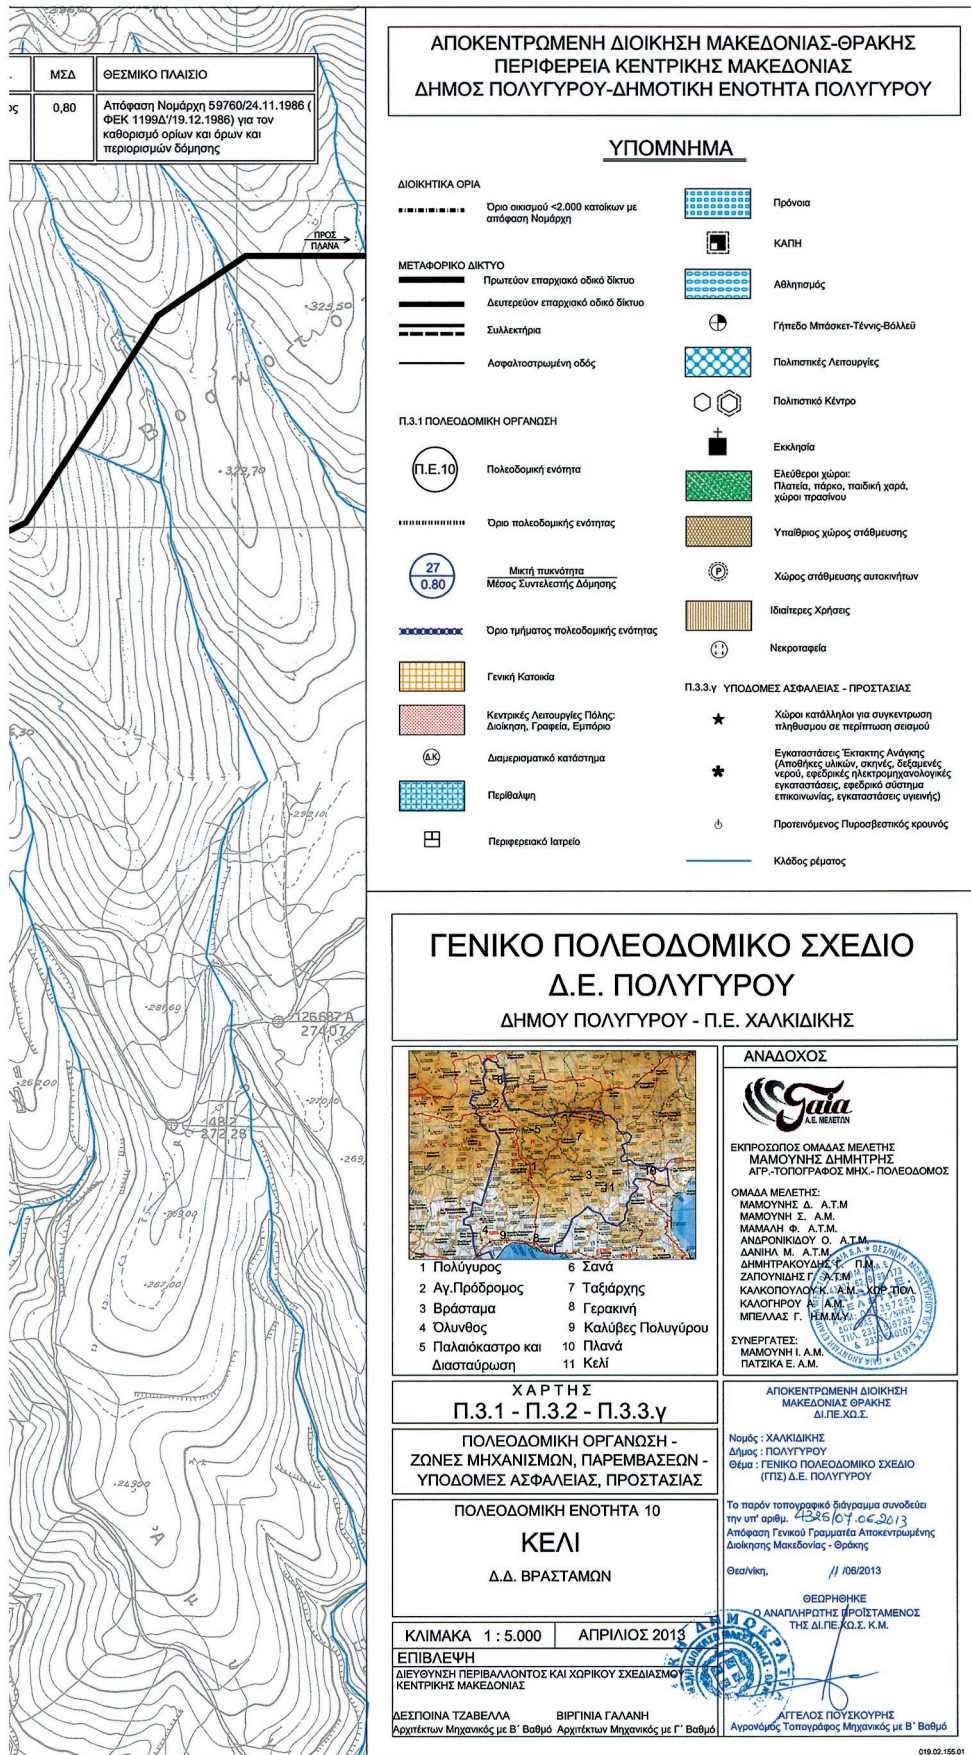 ΜΣΔ
ΘΕΣΜΙΚΟ ΠΛΑΙΣΙΟ
0,80
Απόφαση Νομάρχη 59760/24.11.1986 (
ΦΕΚ 1199Δ'/19.12.1986) για τον
καθορισμό ορίων και όρων και
περιορισμών δόμησης
ΠΡΟΣ
ΠΛΑΝΑ
325,50
322,70
292,10
281,60
126687 Α
274,07
262,00
270,10
48,2
272,28
269,00
267,00
249,00
ΑΠΟΚΕΝΤΡΩΜΕΝΗ ΔΙΟΙΚΗΣΗ ΜΑΚΕΔΟΝΙΑΣ-ΘΡΑΚΗΣ
ΠΕΡΙΦΕΡΕΙΑ ΚΕΝΤΡΙΚΗΣ ΜΑΚΕΔΟΝΙΑΣ
ΔΗΜΟΣ ΠΟΛΥΓΥΡΟΥ-ΔΗΜΟΤΙΚΗ ΕΝΟΤΗΤΑ ΠΟΛΥΓΥΡΟΥ
ΥΠΟΜΝΗΜΑ
ΔΙΟΙΚΗΤΙΚΑ ΟΡΙΑ
Όριο οικισμού <2.000 κατοίκων με
απόφαση Νομάρχη
ΜΕΤΑΦΟΡΙΚΟ ΔΙΚΤΥΟ
Πρωτεύον επαρχιακό οδικό δίκτυο
Δευτερεύον επαρχιακό οδικό δίκτυο
Συλλεκτήρια
Ασφαλτοστρωμένη οδός
Π.3.1 ΠΟΛΕΟΔΟΜΙΚΗ ΟΡΓΑΝΩΣΗ
Π.Ε.10
Πολεοδομική ενότητα
Όριο πολεοδομικής ενότητας
27
0.80
Μικτή πυκνότητα
Μέσος Συντελεστής Δόμησης
Όριο τμήματος πολεοδομικής ενότητας
Γενική Κατοικία
Κεντρικές Λειτουργίες Πόλης:
Διοίκηση, Γραφεία, Εμπόριο
Δ.Κ
Διαμερισματικό κατάστημα
Περίθαλψη
Περιφερειακό Ιατρείο
Πρόνοια
ΚΑΠΗ
Αθλητισμός
Γήπεδο Μπάσκετ-Τέννις-Βόλλεϋ
Πολιτιστικές Λειτουργίες
Πολιτιστικό Κέντρο
Εκκλησία
Ελεύθεροι χώροι:
Πλατεία, πάρκο, παιδική χαρά,
χώροι πρασίνου
Υπαίθριος χώρος στάθμευσης
P
Χώρος στάθμευσης αυτοκινήτων
Ιδιαίτερες Χρήσεις
Νεκροταφεία
Π.3.3.γ ΥΠΟΔΟΜΕΣ ΑΣΦΑΛΕΙΑΣ - ΠΡΟΣΤΑΣΙΑΣ
Χώροι κατάλληλοι για συγκεντρωση
πληθυσμου σε περίπτωση σεισμού
Εγκαταστάσεις Έκτακτης Ανάγκης
(Αποθήκες υλικών, σκηνές, δεξαμενές
νερού, εφεδρικές ηλεκτρομηχανολογικές
εγκαταστάσεις, εφεδρικό σύστημα
επικοινωνίας, εγκαταστάσεις υγιεινής)
Προτεινόμενος Πυροσβεστικός κρουνός
Κλάδος ρέματος
ΓΕΝΙΚΟ ΠΟΛΕΟΔΟΜΙΚΟ ΣΧΕΔΙΟ
Δ.Ε. ΠΟΛΥΓΥΡΟΥ
ΔΗΜΟΥ ΠΟΛΥΓΥΡΟΥ - Π.Ε. ΧΑΛΚΙΔΙΚΗΣ
1 Πολύγυρος
2 Αγ.Πρόδρομος
3 Βράσταμα
4 Όλυνθος
5 Παλαιόκαστρο και
Διασταύρωση
6 Σανά
7 Ταξιάρχης
8 Γερακινή
9 Καλύβες Πολυγύρου
10 Πλανά
11 Κελί
ΑΝΑΔΟΧΟΣ
Gaia
Α.Ε. ΜΕΛΕΤΩΝ
ΕΚΠΡΟΣΩΠΟΣ ΟΜΑΔΑΣ ΜΕΛΕΤΗΣ
ΜΑΜΟΥΝΗΣ ΔΗΜΗΤΡΗΣ
ΑΓΡ.-ΤΟΠΟΓΡΑΦΟΣ ΜΗΧ.- ΠΟΛΕΟΔΟΜΟΣ
ΟΜΑΔΑ ΜΕΛΕΤΗΣ:
ΜΑΜΟΥΝΗΣ Δ. Α.Τ.Μ
ΜΑΜΟΥΝΗ Σ. Α.Μ.
ΜΑΜΑΛΗ Φ. Α.Τ.Μ.
ΑΝΔΡΟΝΙΚΙΔΟΥ Ο. Α.Τ.Μ.
ΔΑΝΙΗΛ Μ. Α.Τ.Μ.
ΔΗΜΗΤΡΑΚΟΥΔΗΣ Γ. Π.Μ.
ΖΑΠΟΥΝΙΔΗΣ Γ. Α.Τ.Μ
ΚΑΛΚΟΠΟΥΛΟΥ Κ. Α.Μ. - ΧΩΡ. ΠΟΛ.
ΚΑΛΟΓΗΡΟΥ Α. Α.Μ.
ΜΠΕΛΛΑΣ Γ. Η.Μ.Μ.Υ.
ΣΥΝΕΡΓΑΤΕΣ:
ΜΑΜΟΥΝΗ Ι. Α.Μ.
ΠΑΤΣΙΚΑ Ε. Α.Μ.
ΧΑΡΤΗΣ
Π.3.1 - Π.3.2 - Π.3.3.γ
ΠΟΛΕΟΔΟΜΙΚΗ ΟΡΓΑΝΩΣΗ -
ΖΩΝΕΣ ΜΗΧΑΝΙΣΜΩΝ, ΠΑΡΕΜΒΑΣΕΩΝ -
ΥΠΟΔΟΜΕΣ ΑΣΦΑΛΕΙΑΣ, ΠΡΟΣΤΑΣΙΑΣ
ΠΟΛΕΟΔΟΜΙΚΗ ΕΝΟΤΗΤΑ 10
ΚΕΛΙ
Δ.Δ. ΒΡΑΣΤΑΜΩΝ
ΚΛΙΜΑΚΑ 1 : 5.000
ΑΠΡΙΛΙΟΣ 2013
ΕΠΙΒΛΕΨΗ
ΔΙΕΥΘΥΝΣΗ ΠΕΡΙΒΑΛΛΟΝΤΟΣ ΚΑΙ ΧΩΡΙΚΟΥ ΣΧΕΔΙΑΣΜΟΥ
ΚΕΝΤΡΙΚΗΣ ΜΑΚΕΔΟΝΙΑΣ
ΔΕΣΠΟΙΝΑ ΤΖΑΒΕΛΛΑ
Αρχιτέκτων Μηχανικός με Β΄ Βαθμό
ΒΙΡΓΙΝΙΑ ΓΑΛΑΝΗ
Αρχιτέκτων Μηχανικός με Γ΄ Βαθμό
ΑΠΟΚΕΝΤΡΩΜΕΝΗ ΔΙΟΙΚΗΣΗ
ΜΑΚΕΔΟΝΙΑΣ ΘΡΑΚΗΣ
ΔΙ.ΠΕ.ΧΩ.Σ.
Νομός : ΧΑΛΚΙΔΙΚΗΣ
Δήμος : ΠΟΛΥΓΥΡΟΥ
Θέμα : ΓΕΝΙΚΟ ΠΟΛΕΟΔΟΜΙΚΟ ΣΧΕΔΙΟ
(ΓΠΣ) Δ.Ε. ΠΟΛΥΓΥΡΟΥ
Το παρόν τοπογραφικό διάγραμμα συνοδεύει
την υπ' αριθμ. 4325/07.06.2013
Απόφαση Γενικού Γραμματέα Αποκεντρωμένης
Διοίκησης Μακεδονίας - Θράκης
Θεσ/νίκη, 11 /06/2013
ΘΕΩΡΗΘΗΚΕ
Ο ΑΝΑΠΛΗΡΩΤΗΣ ΠΡΟΪΣΤΑΜΕΝΟΣ
ΤΗΣ ΔΙ.ΠΕ.ΧΩ.Σ. Κ.Μ.
ΑΓΓΕΛΟΣ ΠΟΥΣΚΟΥΡΗΣ
Αγρονόμος Τοπογράφος Μηχανικός με Β΄ Βαθμό
019.02.155.01